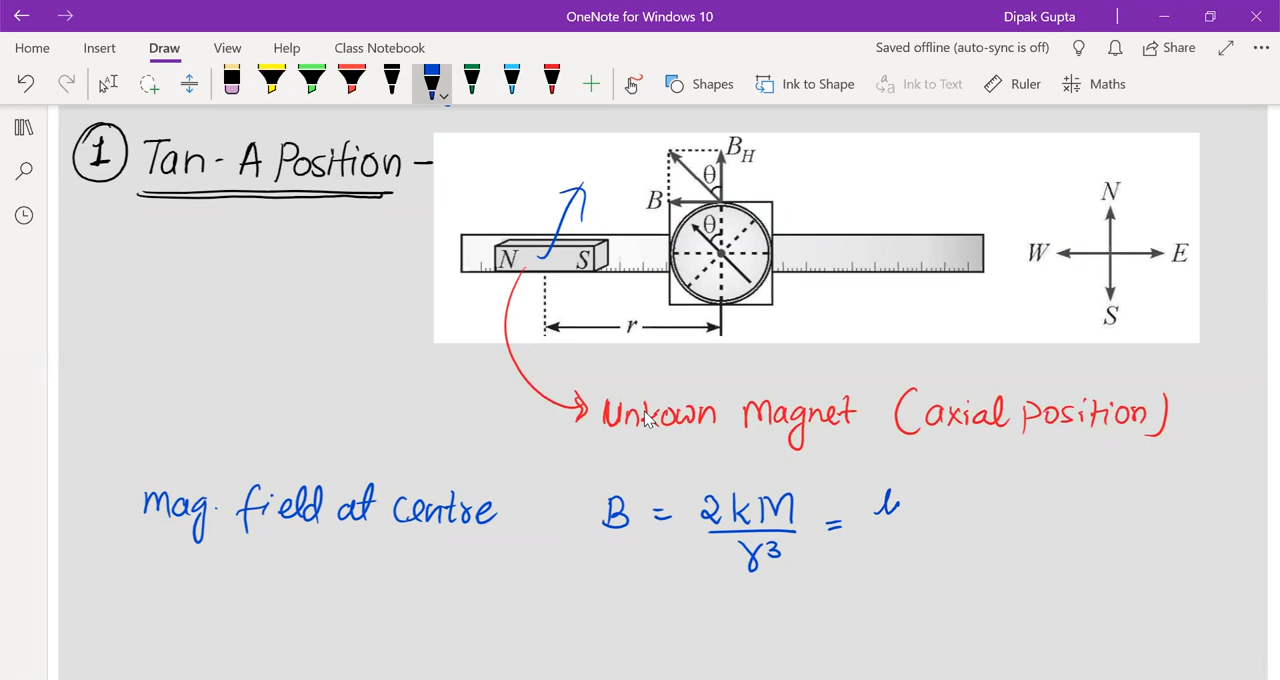 OneNote for Windows 10
Dipak Gupta
Home Insert Draw View Help Class Notebook
Saved offline (auto-sync is off)
Share
Shapes Ink to Shape Ink to Text Ruler Maths
1 Tan-A Position -
B_H
θ
B
θ
N S
r
N
W E
S
Unkown Magnet (axial position)
mag. field at centre B = 2kM/r³ =